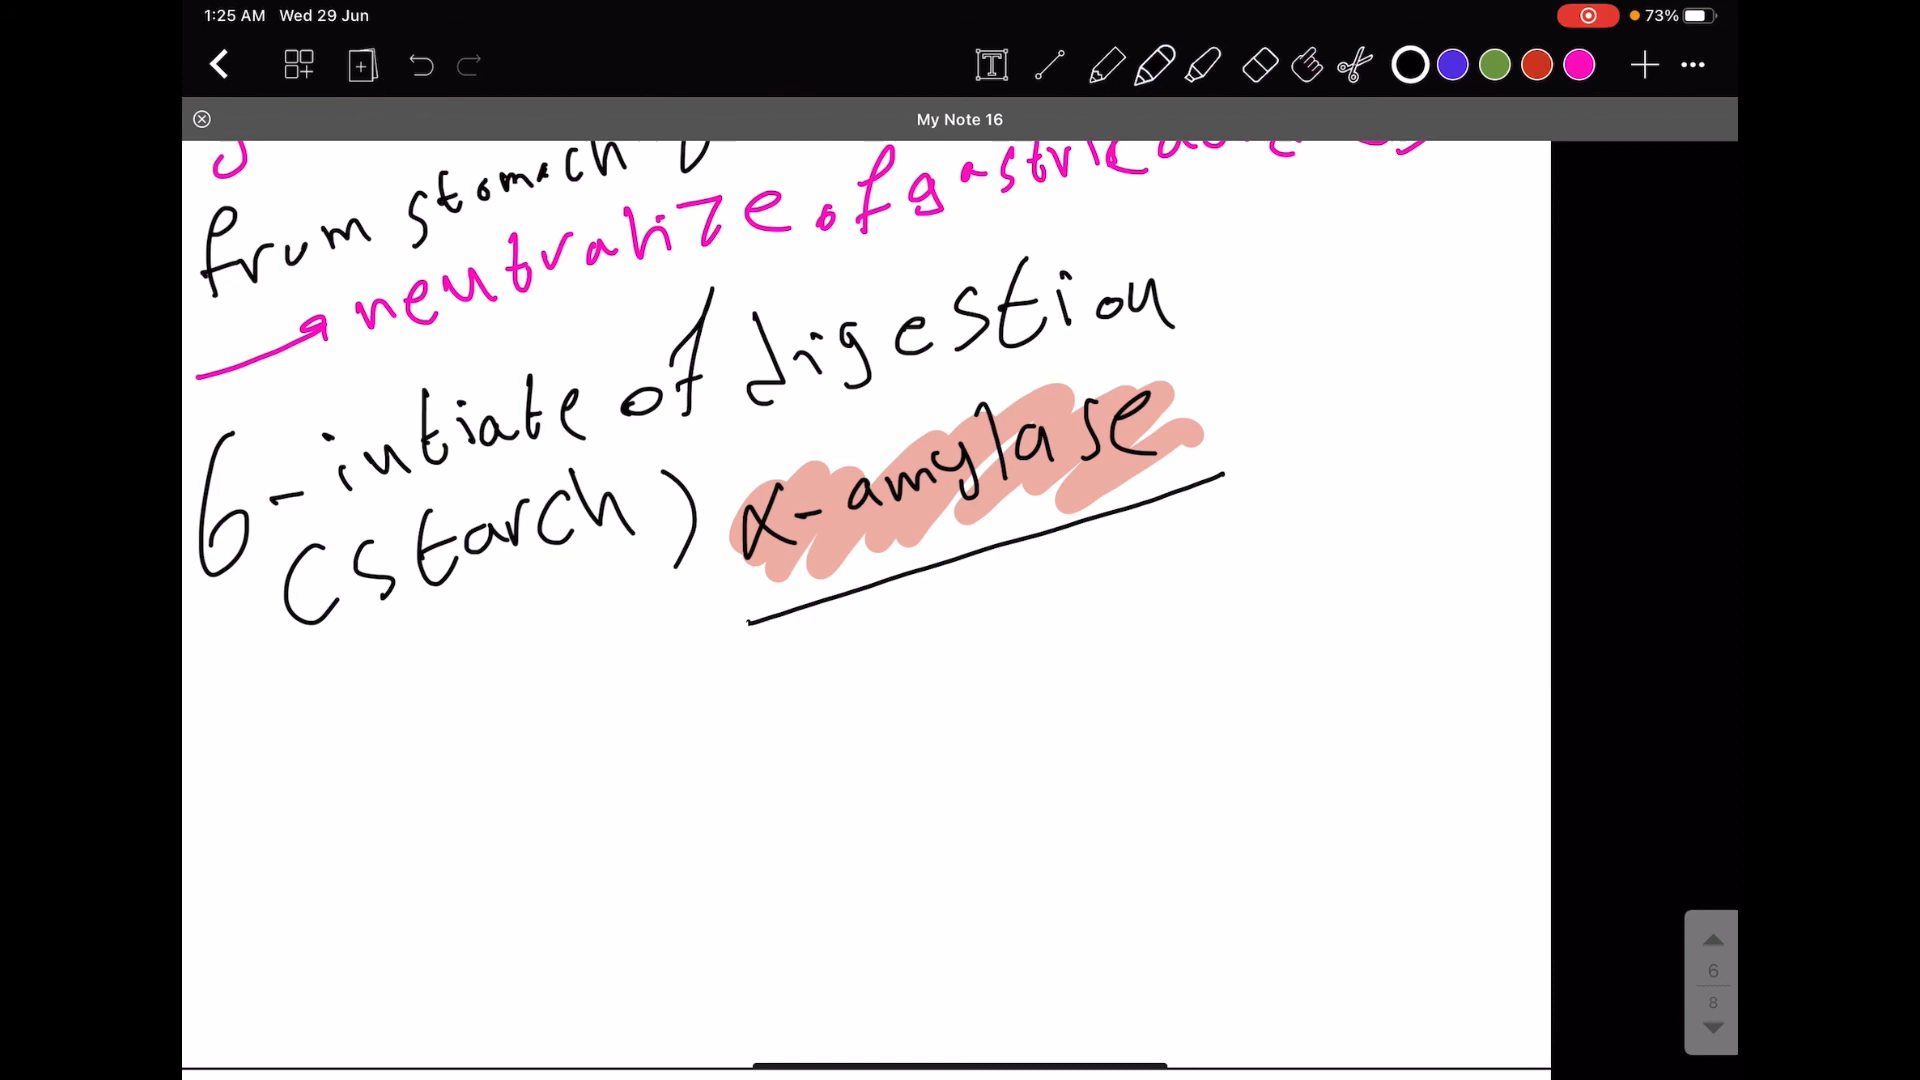 1:25 AM Wed 29 Jun
73%
My Note 16
from stomach
→ neutralize of gastric
6-intiate of digestion
(starch) α-amylase
6
8